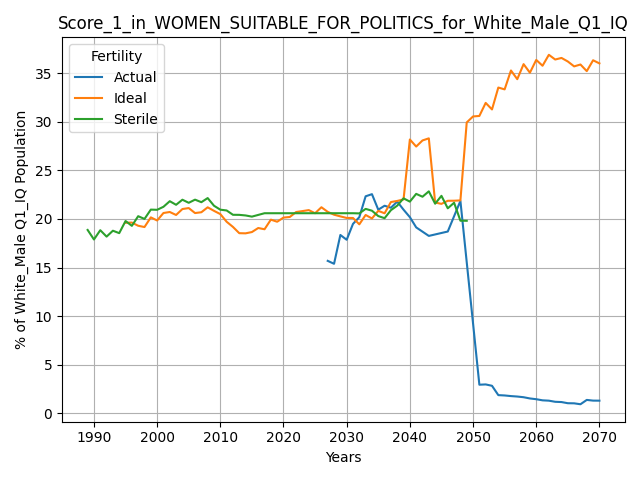 Score_1_in_WOMEN_SUITABLE_FOR_POLITICS_for_White_Male_Q1_IQ
Fertility
Actual
Ideal
Sterile
% of White_Male Q1_IQ Population
35
30
25
20
15
10
5
0
1990 2000 2010 2020 2030 2040 2050 2060 2070
Years